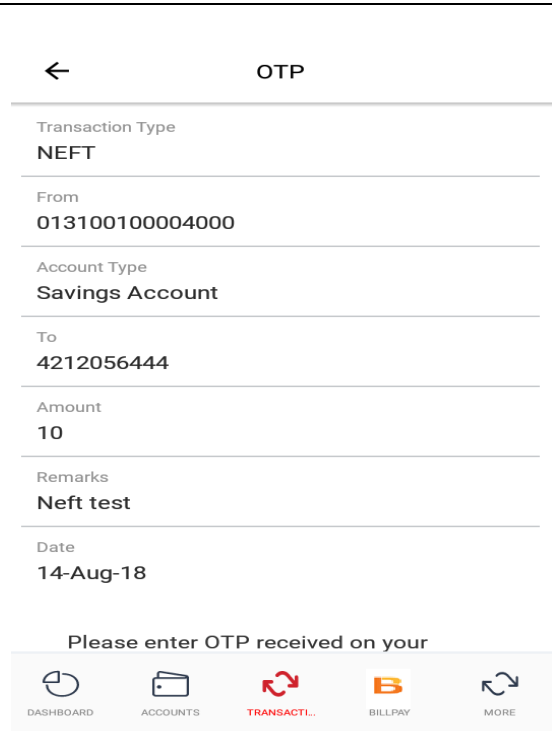 OTP
Transaction Type
NEFT
From
013100100004000
Account Type
Savings Account
To
4212056444
Amount
10
Remarks
Neft test
Date
14-Aug-18
Please enter OTP received on your
DASHBOARD ACCOUNTS TRANSACTI... BILLPAY MORE